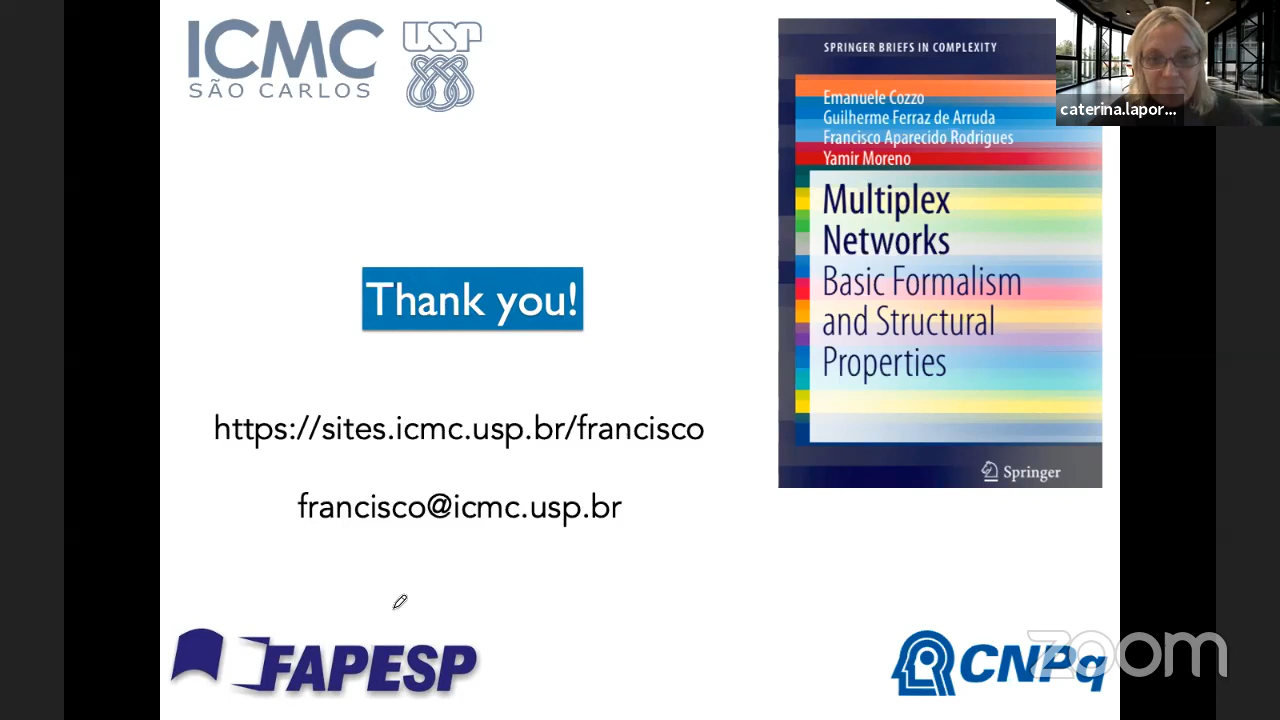 ICMC
SÃO CARLOS
USP
SPRINGER BRIEFS IN COMPLEXITY
Emanuele Cozzo
Guilherme Ferraz de Arruda
Francisco Aparecido Rodrigues
Yamir Moreno
Multiplex
Networks
Basic Formalism
and Structural
Properties
Springer
caterina.lapor...
Thank you!
https://sites.icmc.usp.br/francisco
francisco@icmc.usp.br
FAPESP
CNPq
zoom